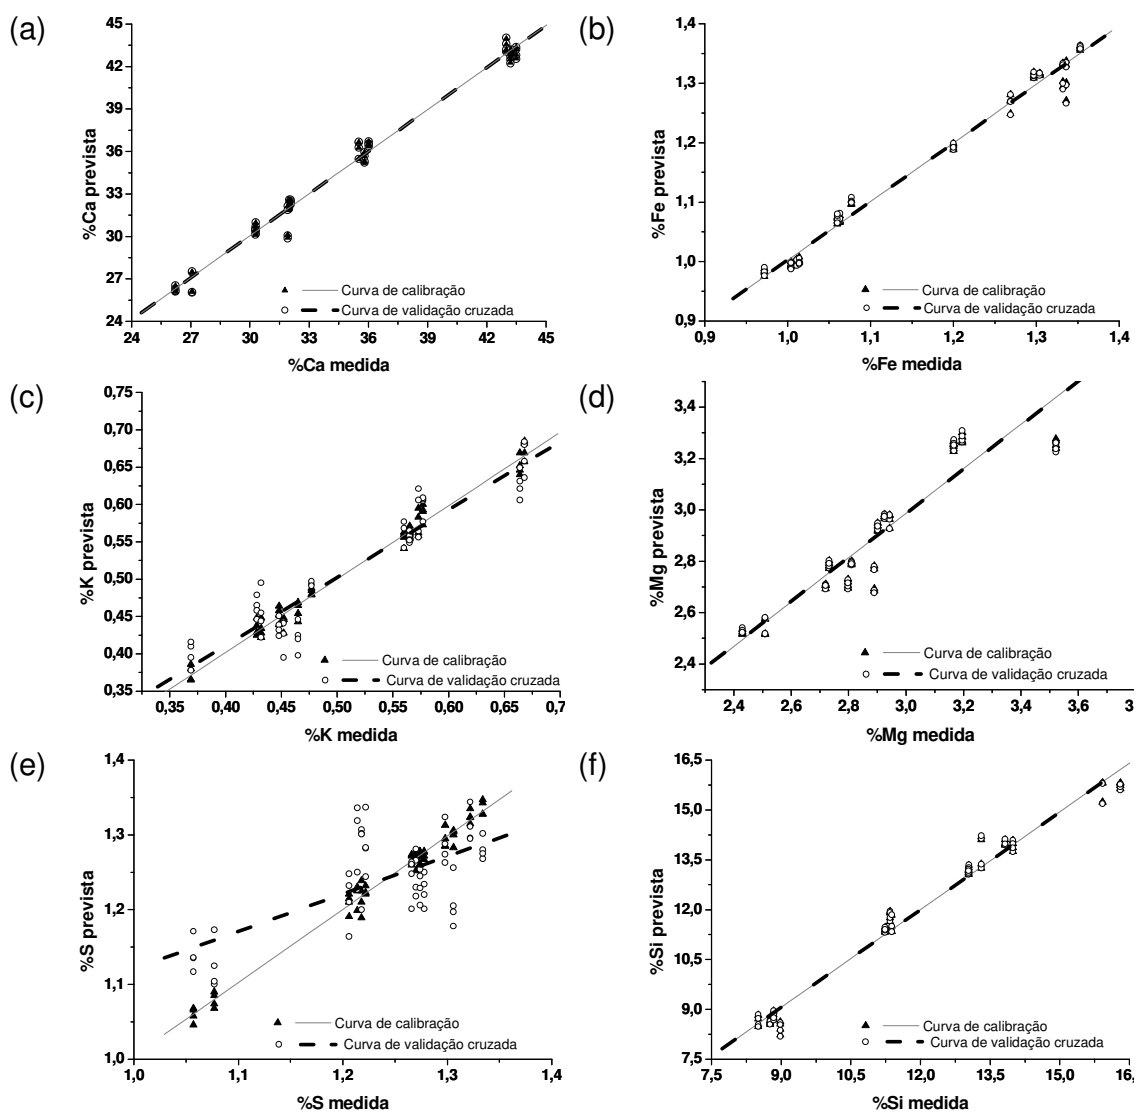 (a)
45
42
39
36
33
30
27
24
%Ca prevista
Curva de calibração
Curva de validação cruzada
24 27 30 33 36 39 42 45
%Ca medida
(b)
1,4
1,3
1,2
1,1
1,0
0,9
%Fe prevista
Curva de calibração
Curva de validação cruzada
0,9 1,0 1,1 1,2 1,3 1,4
%Fe medida
(c)
0,75
0,70
0,65
0,60
0,55
0,50
0,45
0,40
0,35
%K prevista
Curva de calibração
Curva de validação cruzada
0,35 0,40 0,45 0,50 0,55 0,60 0,65 0,7
%K medida
(d)
3,4
3,2
3,0
2,8
2,6
2,4
%Mg prevista
Curva de calibração
Curva de validação cruzada
2,4 2,6 2,8 3,0 3,2 3,4 3,6 3
%Mg medida
(e)
1,4
1,3
1,2
1,1
1,0
%S prevista
Curva de calibração
Curva de validação cruzada
1,0 1,1 1,2 1,3 1,4
%S medida
(f)
16,5
15,0
13,5
12,0
10,5
9,0
7,5
%Si prevista
Curva de calibração
Curva de validação cruzada
7,5 9,0 10,5 12,0 13,5 15,0 16,
%Si medida